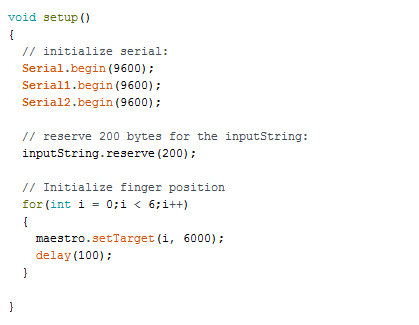 void setup()
{
  // initialize serial:
  Serial.begin(9600);
  Serial1.begin(9600);
  Serial2.begin(9600);

  // reserve 200 bytes for the inputString:
  inputString.reserve(200);

  // Initialize finger position
  for(int i = 0;i < 6;i++)
  {
    maestro.setTarget(i, 6000);
    delay(100);
  }

}